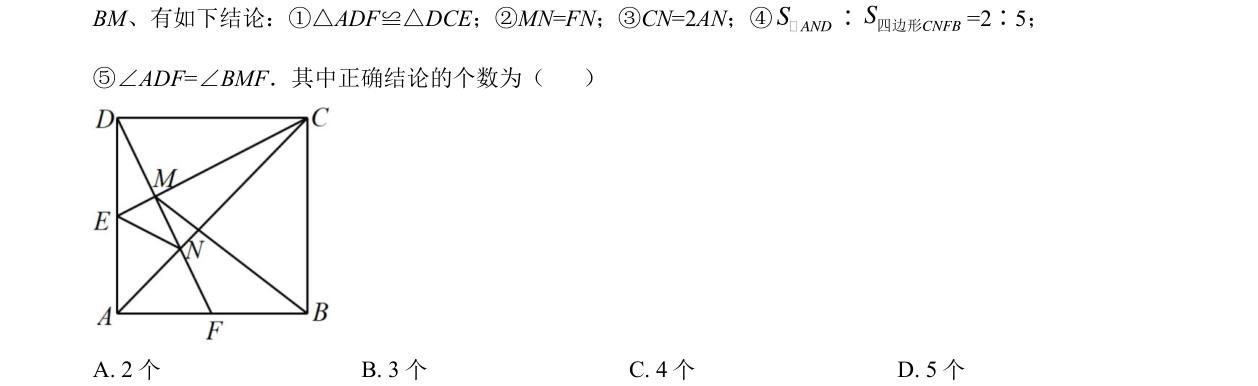 BM、有如下结论：①△ADF≌△DCE；②MN=FN；③CN=2AN；④S□AND：S四边形CNFB=2∶5；
⑤∠ADF=∠BMF．其中正确结论的个数为（　　）
D
C
M
E
N
A
F
B
A. 2个 B. 3个 C. 4个 D. 5个